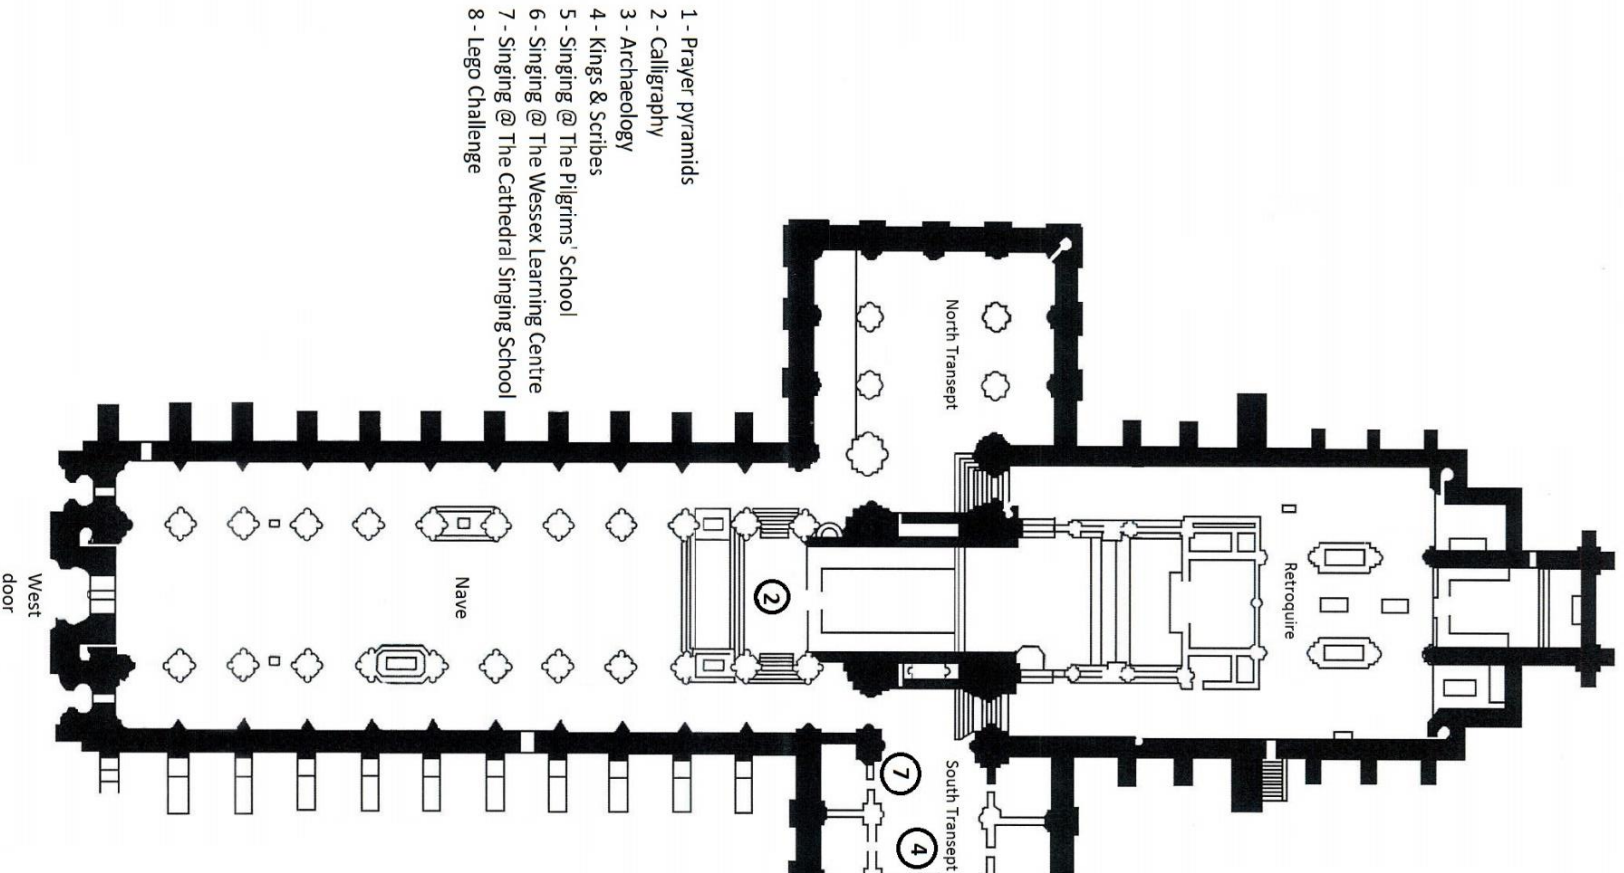 1 - Prayer pyramids
2 - Calligraphy
3 - Archaeology
4 - Kings & Scribes
5 - Singing @ The Pilgrims' School
6 - Singing @ The Wessex Learning Centre
7 - Singing @ The Cathedral Singing School
8 - Lego Challenge
North Transept
Retroquire
2
Nave
West
door
7
South Transept
4